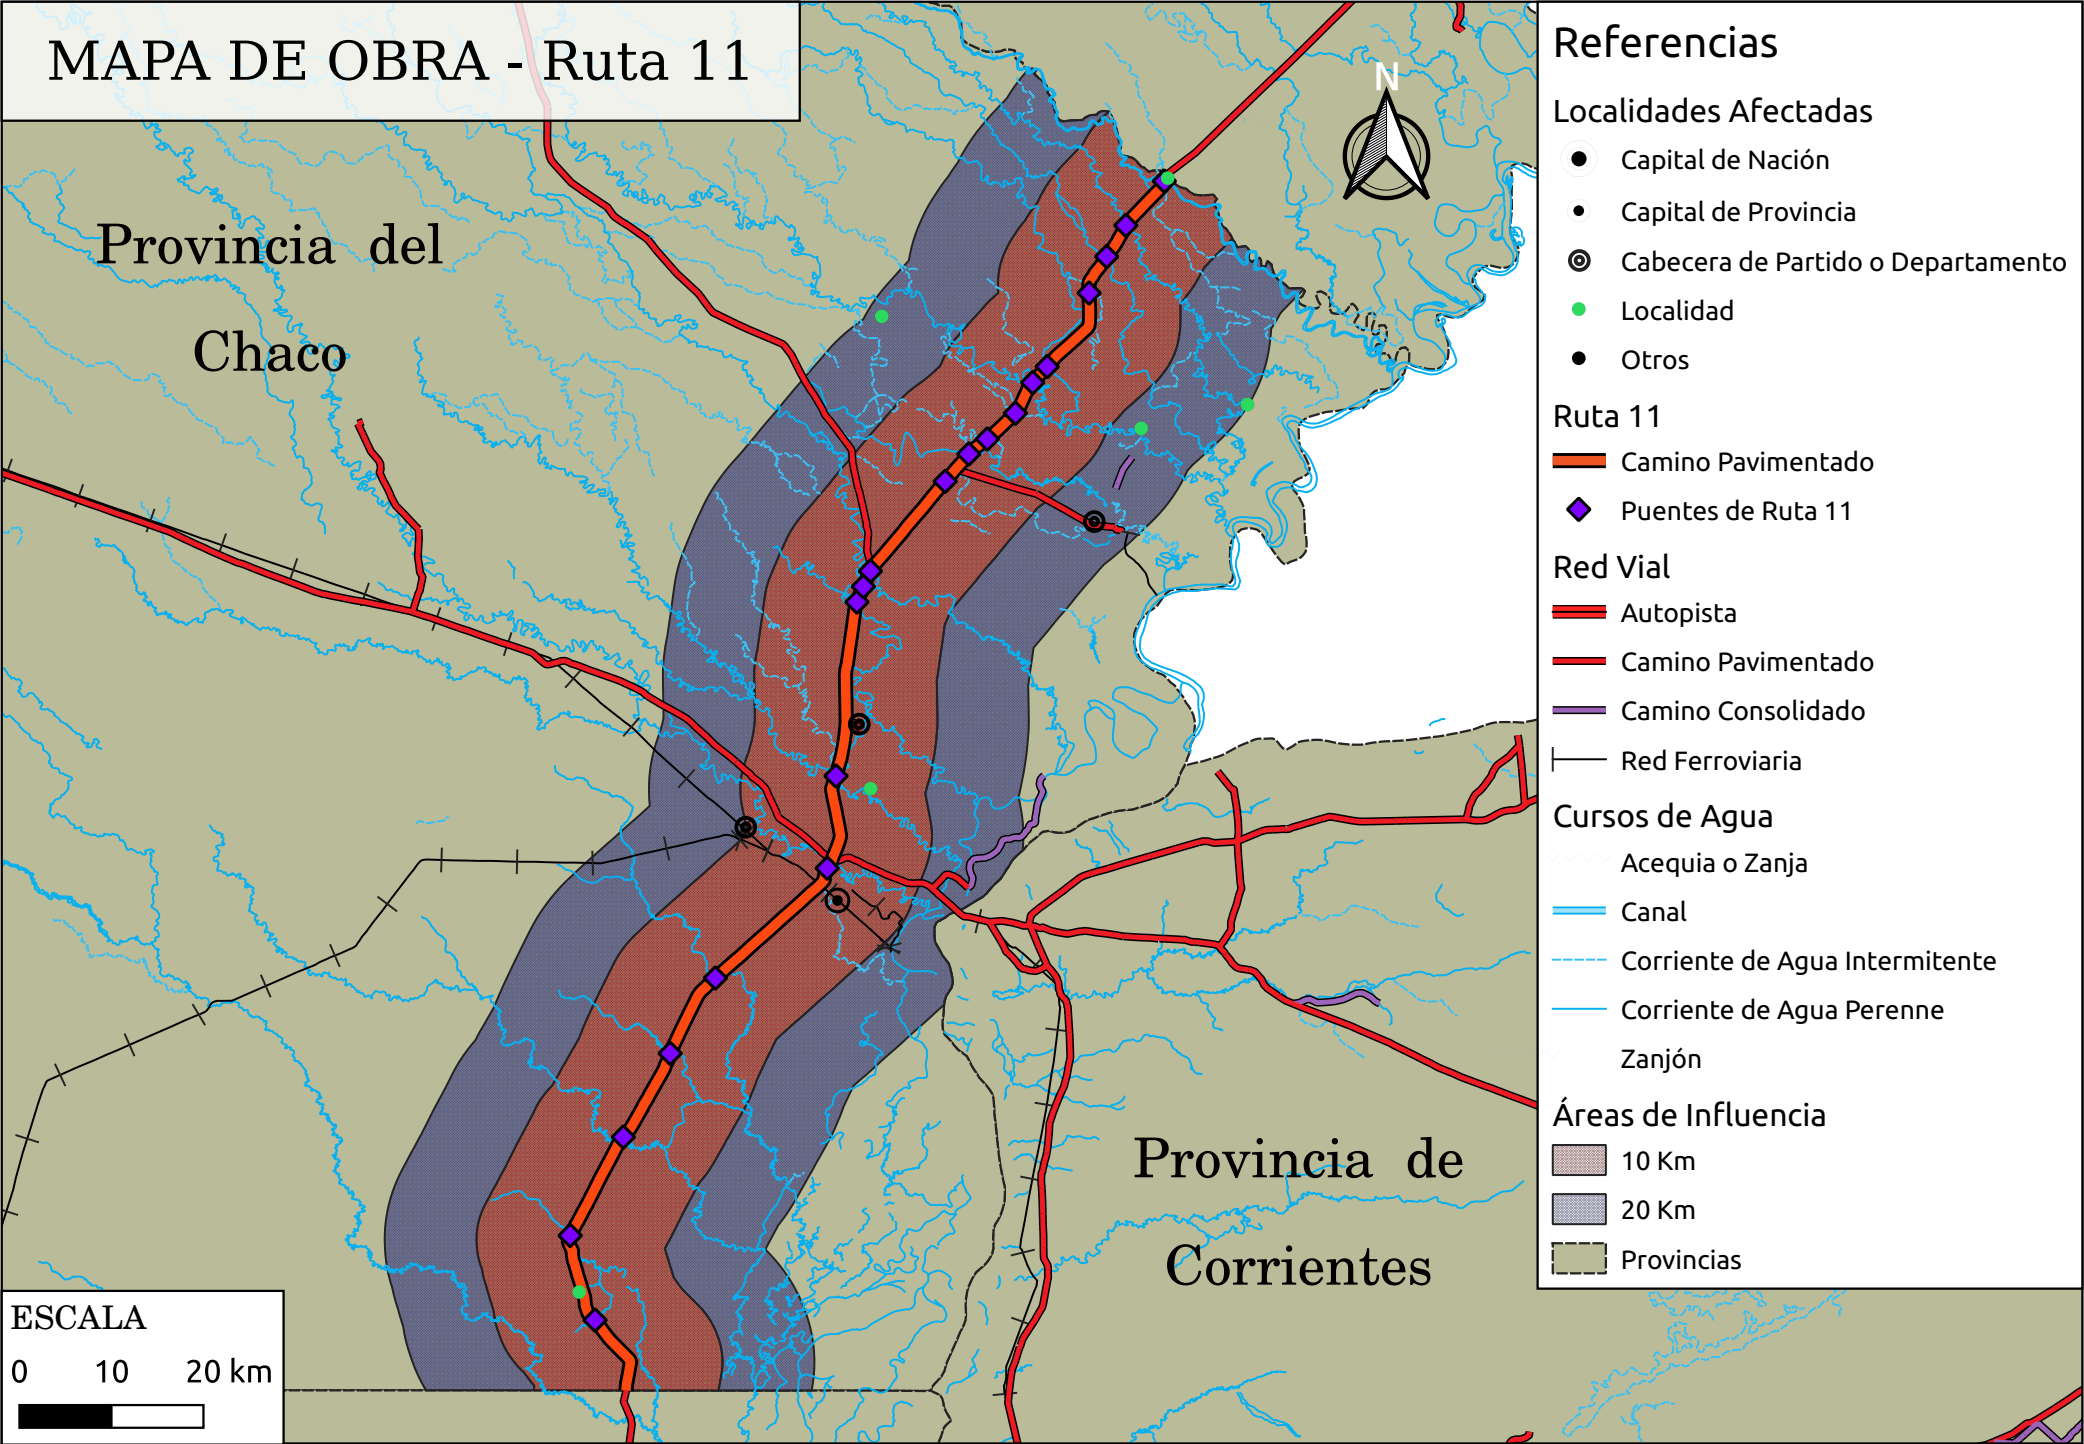 MAPA DE OBRA - Ruta 11
Provincia del
Chaco
N
Provincia de
Corrientes
ESCALA
0 10 20 km
Referencias
Localidades Afectadas
Capital de Nación
Capital de Provincia
Cabecera de Partido o Departamento
Localidad
Otros
Ruta 11
Camino Pavimentado
Puentes de Ruta 11
Red Vial
Autopista
Camino Pavimentado
Camino Consolidado
Red Ferroviaria
Cursos de Agua
Acequia o Zanja
Canal
Corriente de Agua Intermitente
Corriente de Agua Perenne
Zanjón
Áreas de Influencia
10 Km
20 Km
Provincias